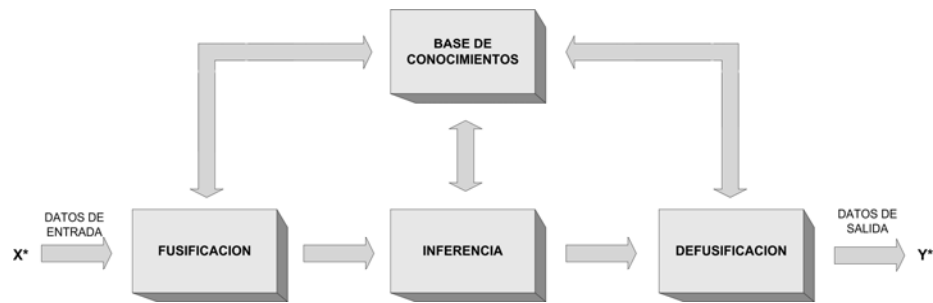 BASE DE
CONOCIMIENTOS
DATOS DE
ENTRADA
X*
FUSIFICACION
INFERENCIA
DEFUSIFICACION
DATOS DE
SALIDA
Y*